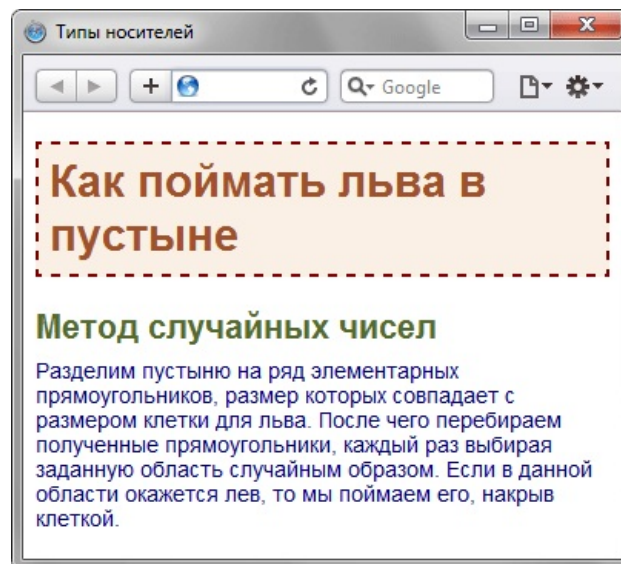 Типы носителей
Google
Как поймать льва в
пустыне
Метод случайных чисел
Разделим пустыню на ряд элементарных
прямоугольников, размер которых совпадает с
размером клетки для льва. После чего перебираем
полученные прямоугольники, каждый раз выбирая
заданную область случайным образом. Если в данной
области окажется лев, то мы поймаем его, накрыв
клеткой.